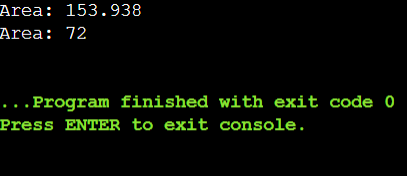 Area: 153.938
Area: 72
...Program finished with exit code 0
Press ENTER to exit console.